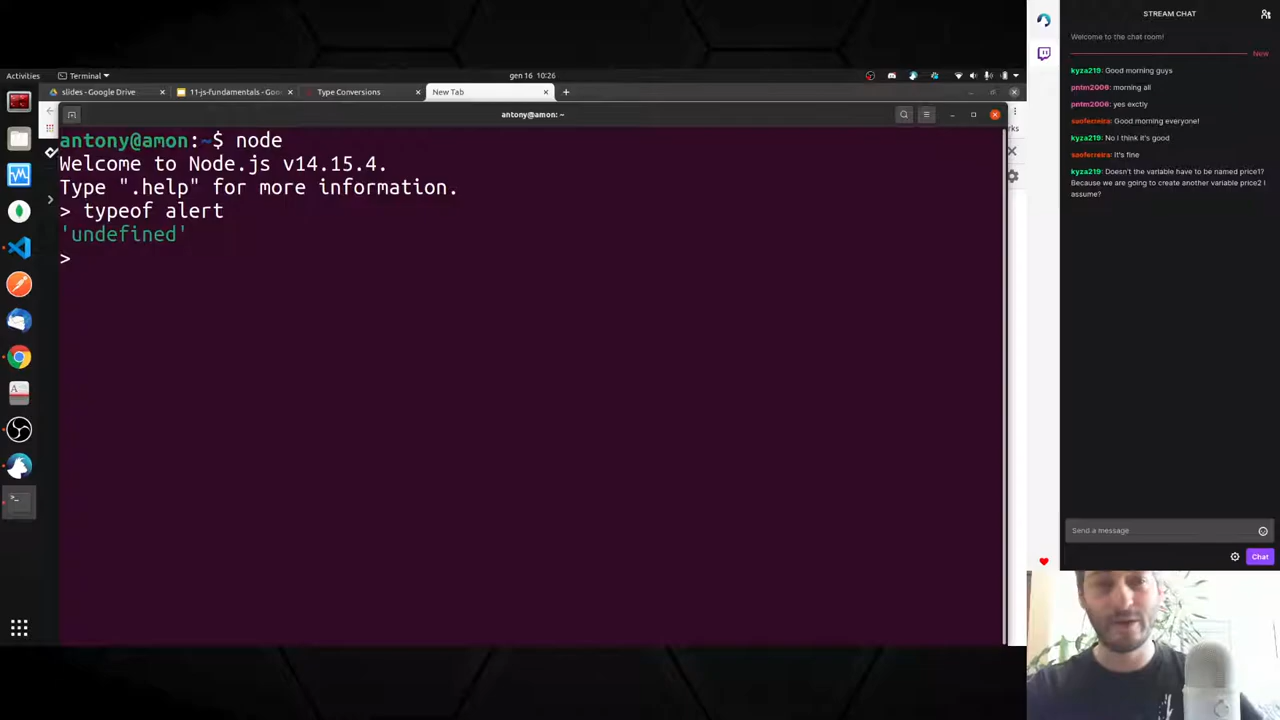 Activities
Terminal
gen 16 10:26
slides - Google Drive
11-js-fundamentals - Goo
Type Conversions
New Tab
antony@amon: ~
antony@amon:~$ node
Welcome to Node.js v14.15.4.
Type ".help" for more information.
> typeof alert
'undefined'
>
STREAM CHAT
Welcome to the chat room!
New
kyza219: Good morning guys
pntm2006: morning all
pntm2006: yes exctly
saoferreira: Good morning everyone!
kyza219: No I think it's good
saoferreira: It's fine
kyza219: Doesn't the variable have to be named price1?
Because we are going to create another variable price2 I
assume?
Send a message
Chat